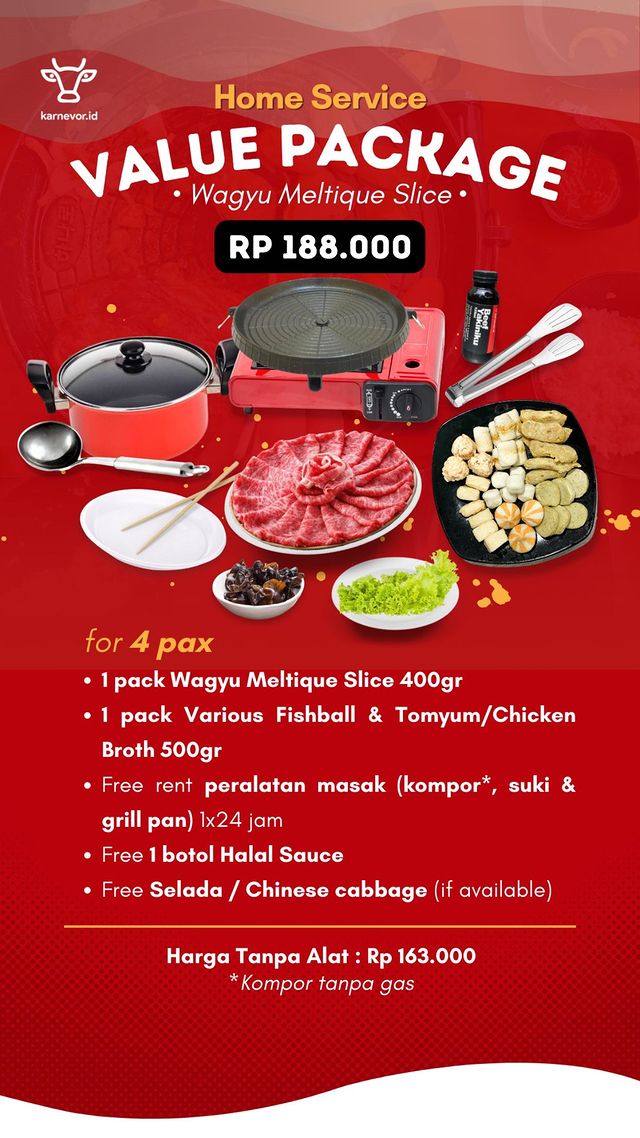 karnevor.id
Home Service
VALUE PACKAGE
• Wagyu Meltique Slice •
RP 188.000
Beef
Yakiniku
for 4 pax
• 1 pack Wagyu Meltique Slice 400gr
• 1 pack Various Fishball & Tomyum/Chicken
Broth 500gr
• Free rent peralatan masak (kompor*, suki &
grill pan) 1x24 jam
• Free 1 botol Halal Sauce
• Free Selada / Chinese cabbage (if available)
Harga Tanpa Alat : Rp 163.000
*Kompor tanpa gas